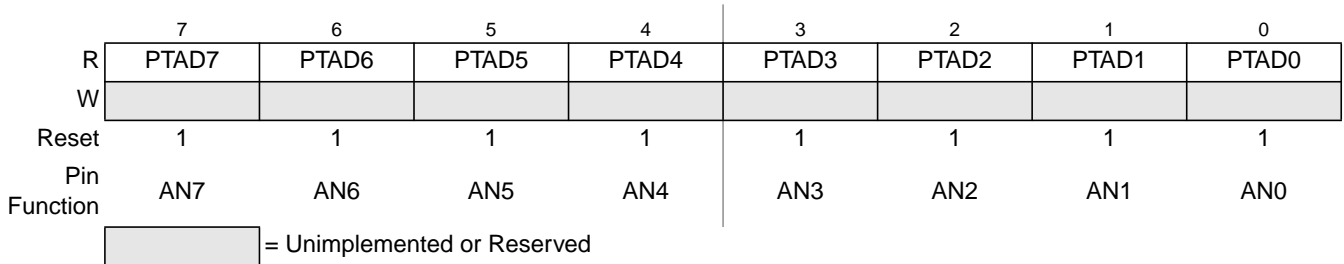 7 6 5 4 3 2 1 0
R PTAD7 PTAD6 PTAD5 PTAD4 PTAD3 PTAD2 PTAD1 PTAD0
W
Reset 1 1 1 1 1 1 1 1
Pin Function AN7 AN6 AN5 AN4 AN3 AN2 AN1 AN0
= Unimplemented or Reserved